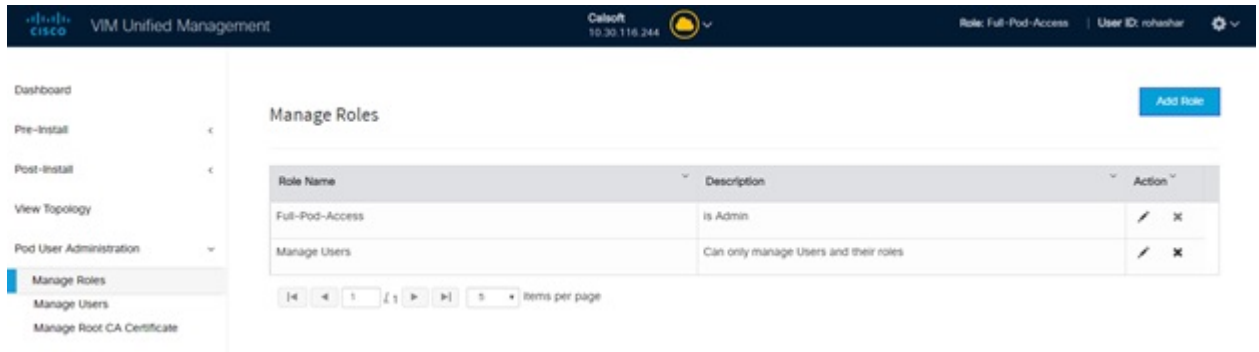 CISCO VIM Unified Management
Calsoft
10.30.116.244
Role: Full-Pod-Access | User ID: rohashar
Dashboard
Pre-Install
Post-Install
View Topology
Pod User Administration
Manage Roles
Manage Users
Manage Root CA Certificate
Manage Roles
Add Role
Role Name Description Action
Full-Pod-Access is Admin
Manage Users Can only manage Users and their roles
1 / 1 5 items per page